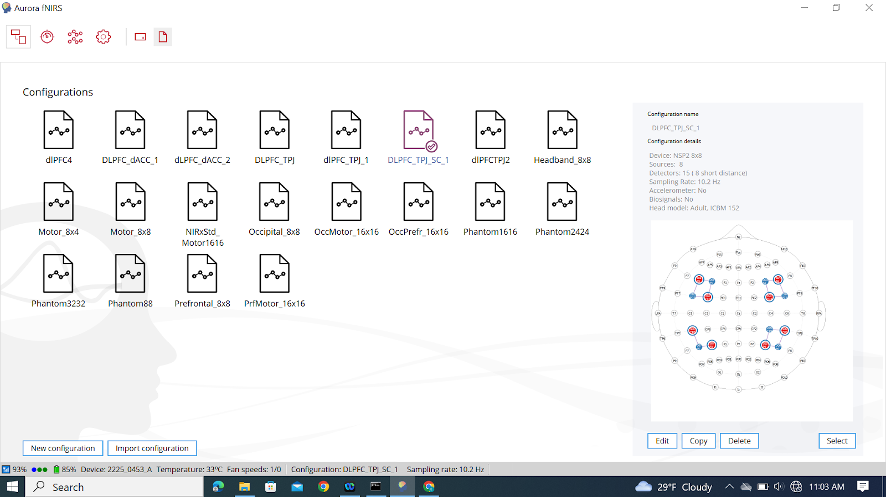 Aurora fNIRS
Configurations
dlPFC4
DLPFC_dACC_1
dLPFC_dACC_2
DLPFC_TPJ
dlPFC_TPJ_1
DLPFC_TPJ_SC_1
dlPFCTPJ2
Headband_8x8
Motor_8x4
Motor_8x8
NIRxStd_
Motor1616
Occipital_8x8
OccMotor_16x16
OccPrefr_16x16
Phantom1616
Phantom2424
Phantom3232
Phantom88
Prefrontal_8x8
PrfMotor_16x16
Configuration name
DLPFC_TPJ_SC_1
Configuration details
Device: NSP2 8x8
Sources: 8
Detectors: 15 ( 8 short distance)
Sampling Rate: 10.2 Hz
Accelerometer: No
Biosignals: No
Head model: Adult, ICBM 152
Edit
Copy
Delete
Select
New configuration
Import configuration
93% 85% Device: 2225_0453_A Temperature: 33°C Fan speeds: 1/0 Configuration: DLPFC_TPJ_SC_1 Sampling rate: 10.2 Hz
Search
29°F Cloudy
11:03 AM